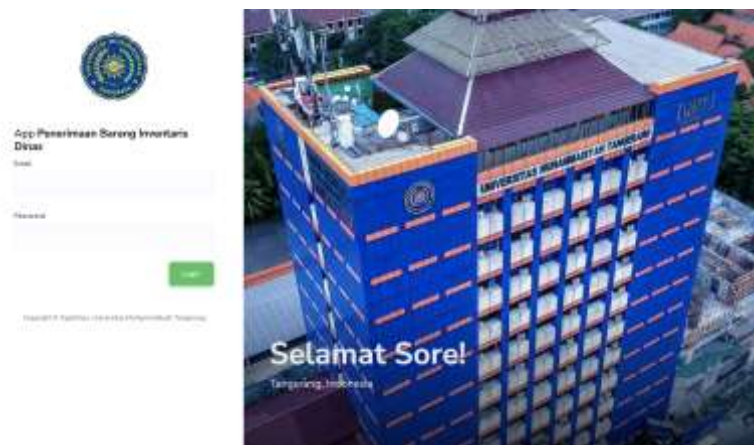 App Penerimaan Barang Inventaris
Dinas
Email
Password
Login
UNIVERSITAS MUHAMMADIYAH TANGERANG
Selamat Sore!
Tangerang, Indonesia